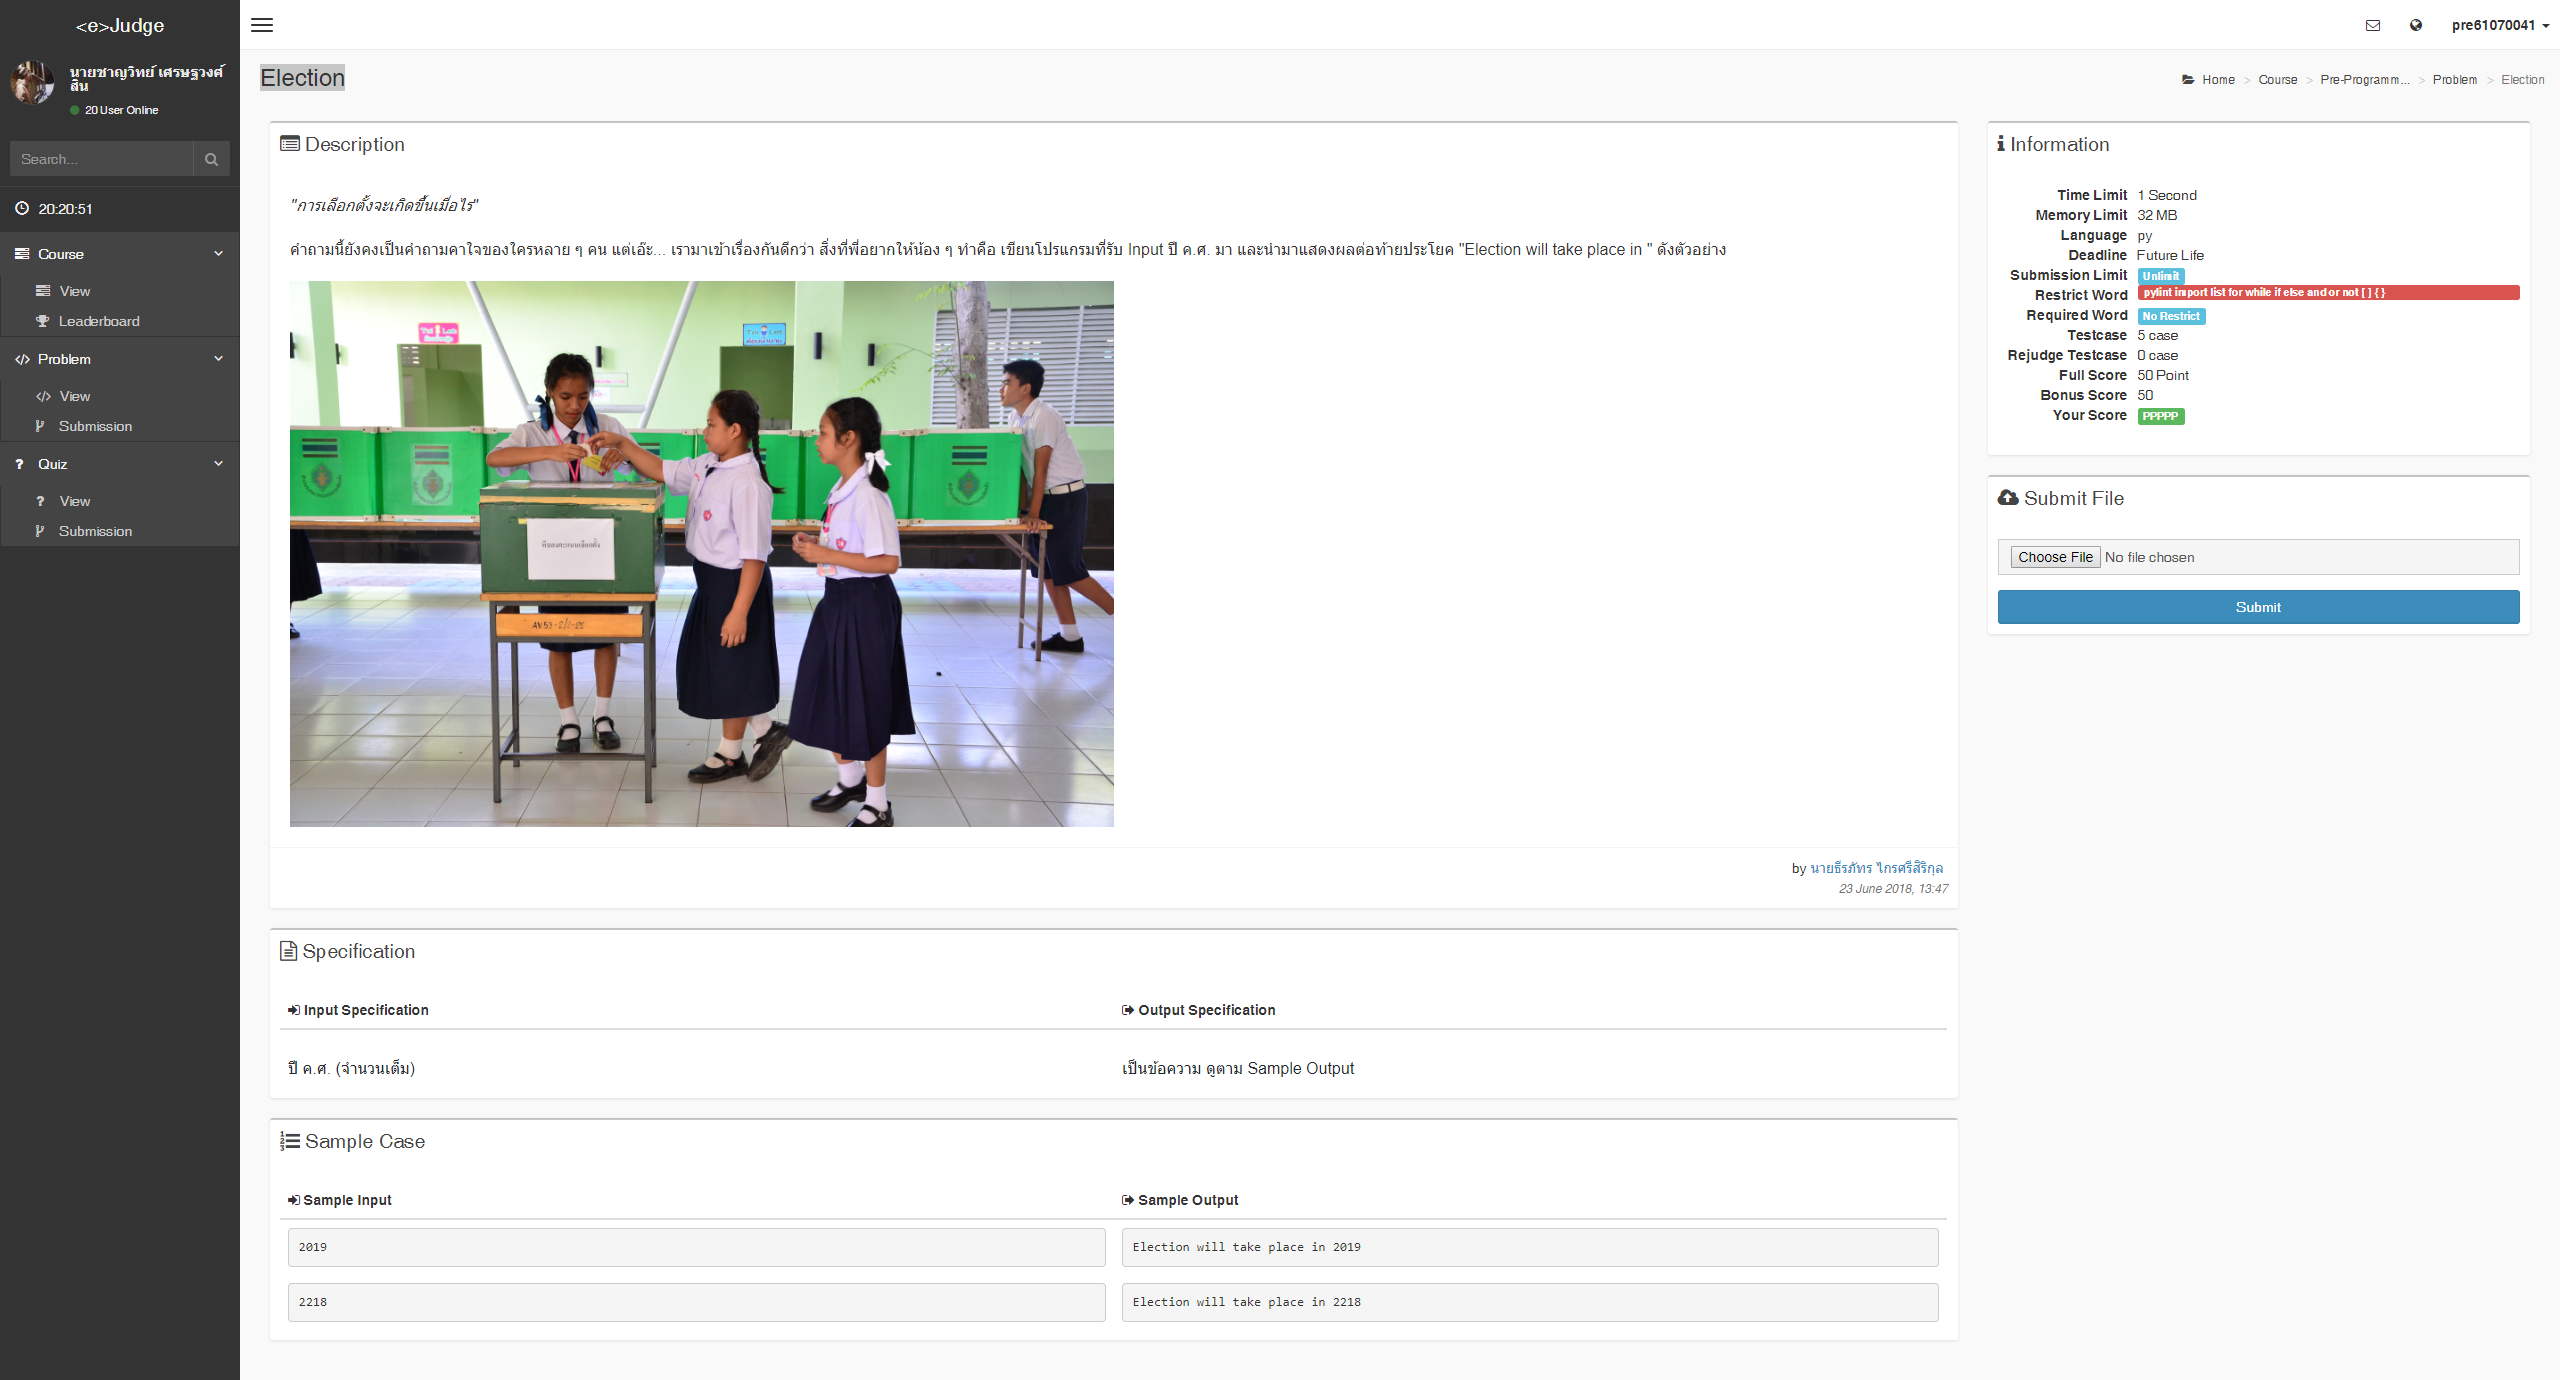 <e>Judge
pre61070041
นายชาญวิทย์ เศรษฐวงศ์
สิน
20 User Online
Search...
20:20:51
Course
View
Leaderboard
Problem
View
Submission
Quiz
View
Submission
Election
Home > Course > Pre-Programm... > Problem > Election
Description
"การเลือกตั้งจะเกิดขึ้นเมื่อไร"
คำถามนี้ยังคงเป็นคำถามคาใจของใครหลาย ๆ คน แต่เอ๊ะ... เรามาเข้าเรื่องกันดีกว่า สิ่งที่พี่อยากให้น้อง ๆ ทำคือ เขียนโปรแกรมที่รับ Input ปี ค.ศ. มา และนำมาแสดงผลต่อท้ายประโยค "Election will take place in " ดังตัวอย่าง
Toilet
Toilet
หีบลงคะแนนเลือกตั้ง
by นายธีรภัทร ไกรศรีสิริกุล
23 June 2018, 13:47
Specification
Input Specification
Output Specification
ปี ค.ศ. (จำนวนเต็ม)
เป็นข้อความ ดูตาม Sample Output
Sample Case
Sample Input
Sample Output
2019
Election will take place in 2019
2218
Election will take place in 2218
Information
Time Limit 1 Second
Memory Limit 32 MB
Language py
Deadline Future Life
Submission Limit Unlimit
Restrict Word pylint import list for while if else and or not [ ] { }
Required Word No Restrict
Testcase 5 case
Rejudge Testcase 0 case
Full Score 50 Point
Bonus Score 50
Your Score PPPPP
Submit File
Choose File No file chosen
Submit